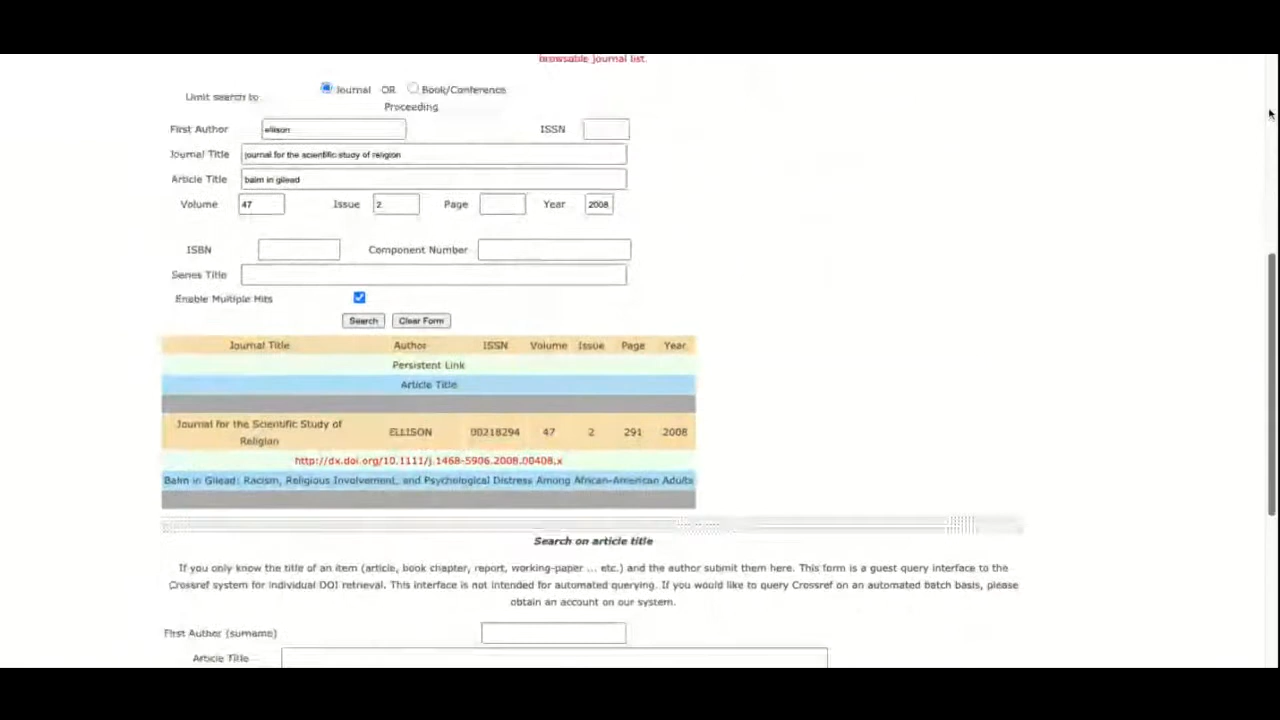 browsable journal list.
Limit search to Journal OR Book/Conference
Proceeding
First Author ellison ISSN
Journal Title journal for the scientific study of religion
Article Title balm in gilead
Volume 47 Issue 2 Page Year 2008
ISBN Component Number
Series Title
Enable Multiple Hits
Search Clear Form
Journal Title Author ISSN Volume Issue Page Year
Persistent Link
Article Title
Journal for the Scientific Study of
Religion ELLISON 00218294 47 2 291 2008
http://dx.doi.org/10.1111/j.1468-5906.2008.00408.x
Balm in Gilead: Racism, Religious Involvement, and Psychological Distress Among African-American Adults
Search on article title
If you only know the title of an item (article, book chapter, report, working-paper ... etc.) and the author submit them here. This form is a guest query interface to the
Crossref system for individual DOI retrieval. This interface is not intended for automated querying. If you would like to query Crossref on an automated batch basis, please
obtain an account on our system.
First Author (surname)
Article Title